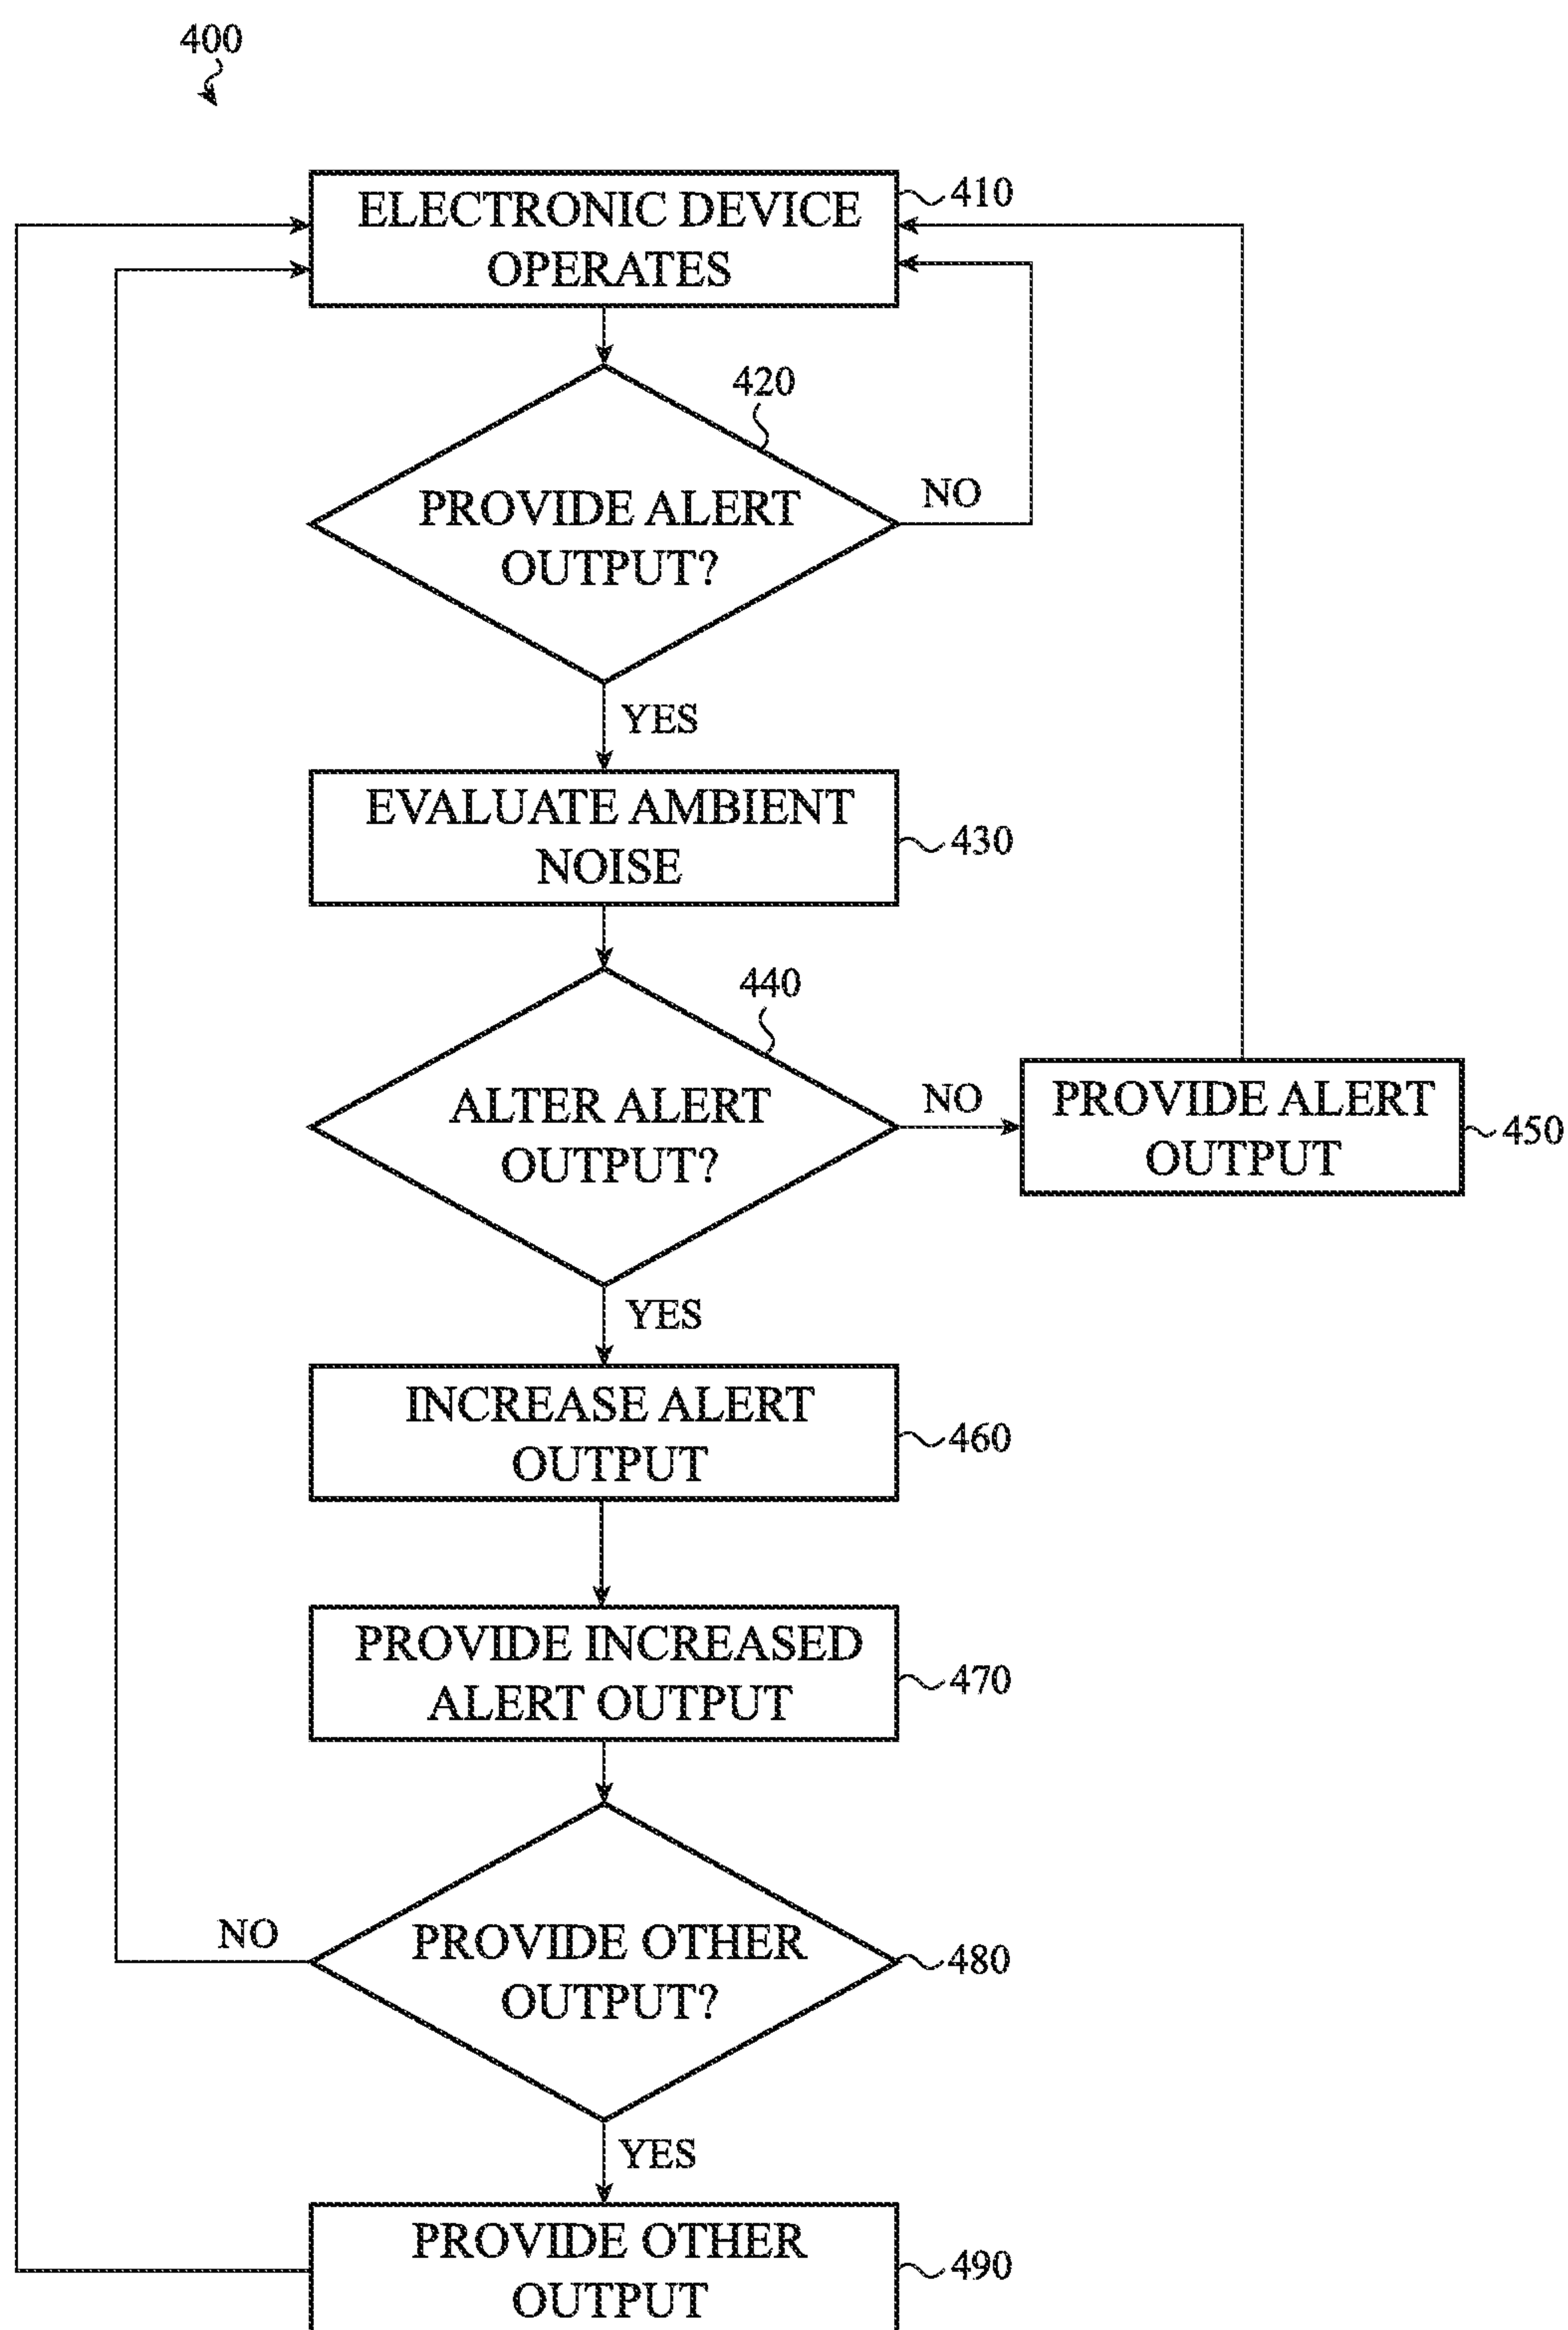 400
ELECTRONIC DEVICE
OPERATES
410
420
PROVIDE ALERT
OUTPUT?
NO
YES
EVALUATE AMBIENT
NOISE
430
440
ALTER ALERT
OUTPUT?
NO
PROVIDE ALERT
OUTPUT
450
YES
INCREASE ALERT
OUTPUT
460
PROVIDE INCREASED
ALERT OUTPUT
470
NO
PROVIDE OTHER
OUTPUT?
480
YES
PROVIDE OTHER
OUTPUT
490